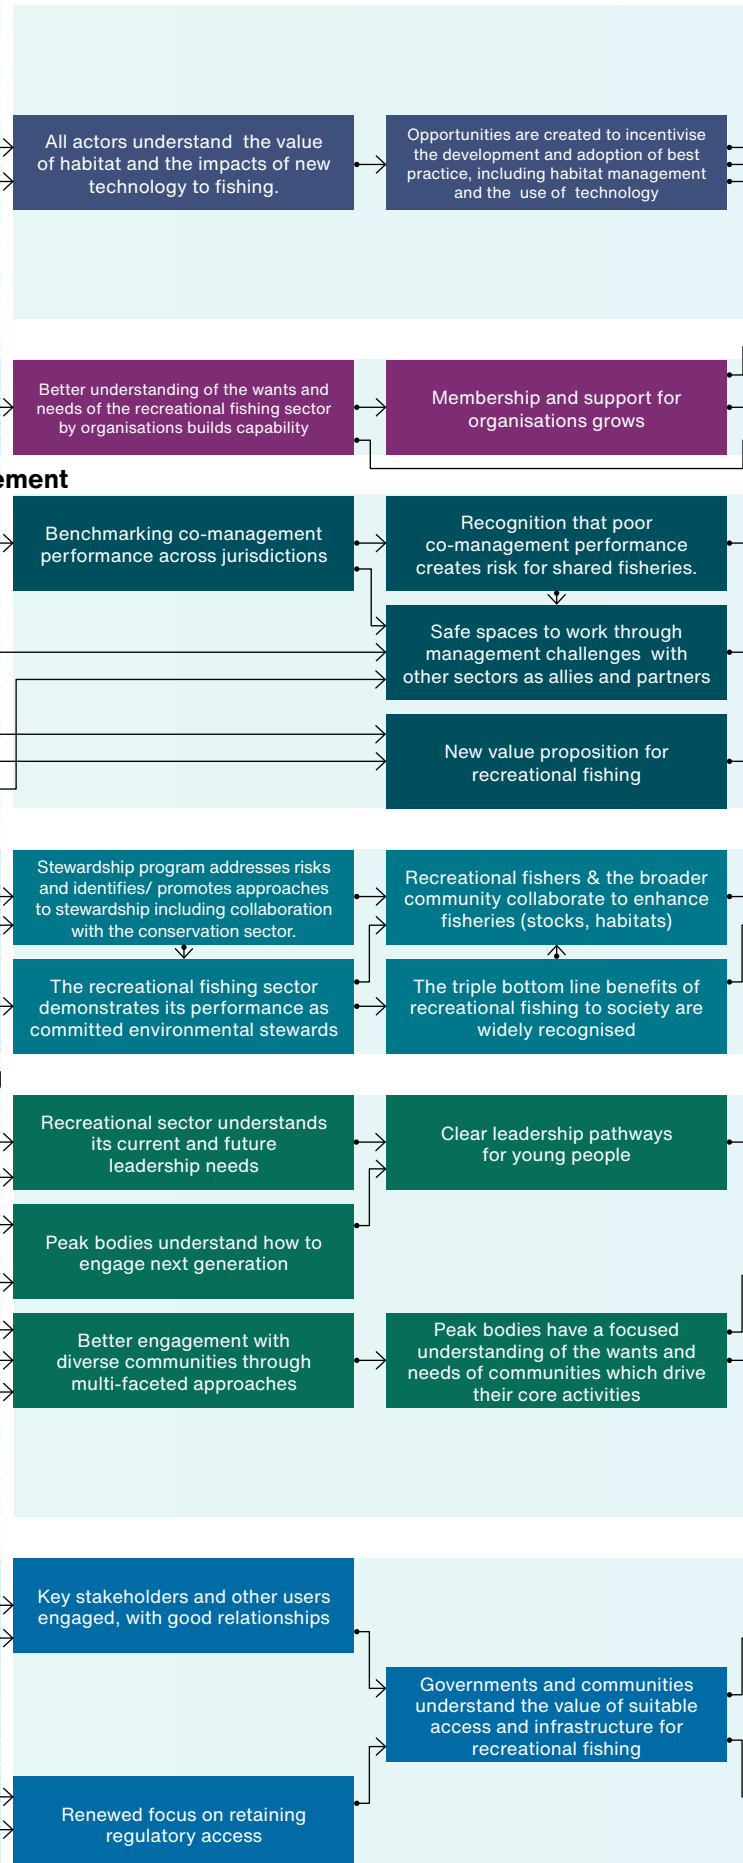 All actors understand the value
of habitat and the impacts of new
technology to fishing.
Opportunities are created to incentivise
the development and adoption of best
practice, including habitat management
and the use of technology
Better understanding of the wants and
needs of the recreational fishing sector
by organisations builds capability
Membership and support for
organisations grows
ement
Benchmarking co-management
performance across jurisdictions
Recognition that poor
co-management performance
creates risk for shared fisheries.
Safe spaces to work through
management challenges with
other sectors as allies and partners
New value proposition for
recreational fishing
Stewardship program addresses risks
and identifies/ promotes approaches
to stewardship including collaboration
with the conservation sector.
Recreational fishers & the broader
community collaborate to enhance
fisheries (stocks, habitats)
The recreational fishing sector
demonstrates its performance as
committed environmental stewards
The triple bottom line benefits of
recreational fishing to society are
widely recognised
Recreational sector understands
its current and future
leadership needs
Clear leadership pathways
for young people
Peak bodies understand how to
engage next generation
Better engagement with
diverse communities through
multi-faceted approaches
Peak bodies have a focused
understanding of the wants and
needs of communities which drive
their core activities
Key stakeholders and other users
engaged, with good relationships
Governments and communities
understand the value of suitable
access and infrastructure for
recreational fishing
Renewed focus on retaining
regulatory access